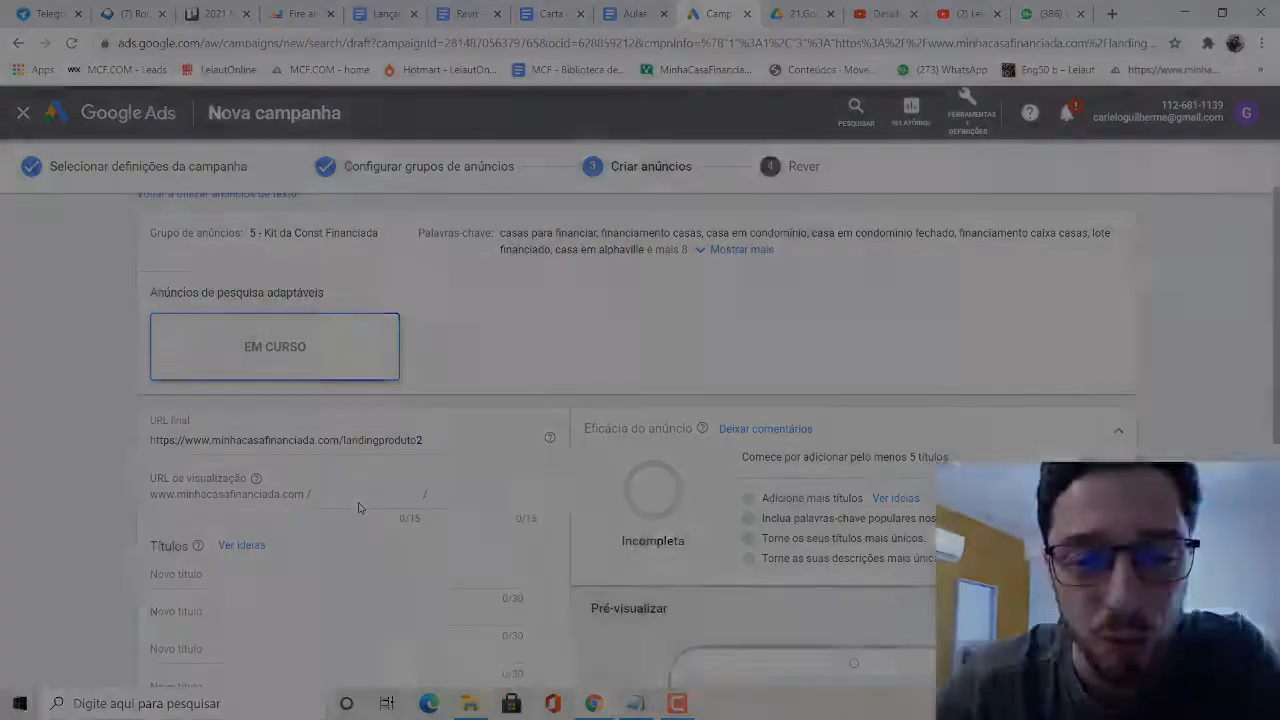 Telegr
(7) Rou
2021 M
Fire ar
Lançar
Revit -
Carta
Aulas
Camp
21.Go
Detail
(2) Lei
(386) W
ads.google.com/aw/campaigns/new/search/draft?campaignId=281487056379765&ocid=628859212&cmpnInfo=%7B"1"%3A1%2C"3"%3A"https%3A%2F%2Fwww.minhacasafinanciada.com%2Flanding...
Apps
MCF.COM - Leads
LeiautOnline
MCF.COM - home
Hotmart - LeiautOn...
MCF - Biblioteca de...
MinhaCasaFinancia...
Conteúdos · Move...
(273) WhatsApp
Eng50 b – Leiaut
https://www.minha...
Google Ads
Nova campanha
PESQUISAR
RELATÓRIOS
FERRAMENTAS E DEFINIÇÕES
112-681-1139
carieloguilherme@gmail.com
G
Selecionar definições da campanha
Configurar grupos de anúncios
3 Criar anúncios
4 Rever
Voltar a utilizar anúncios de texto
Grupo de anúncios: 5 - Kit da Const Financiada
Palavras-chave: casas para financiar, financiamento casas, casa em condomínio, casa em condomínio fechado, financiamento caixa casas, lote
financiado, casa em alphaville e mais 8 Mostrar mais
Anúncios de pesquisa adaptáveis
EM CURSO
URL final
https://www.minhacasafinanciada.com/landingproduto2
URL de visualização
www.minhacasafinanciada.com / /
0/15 0/15
Títulos Ver ideias
Novo título
0/30
Novo título
0/30
Novo título
0/30
Eficácia do anúncio Deixar comentários
Comece por adicionar pelo menos 5 títulos
Incompleta
Adicione mais títulos Ver ideias
Inclua palavras-chave populares nos
Torne os seus títulos mais únicos.
Torne as suas descrições mais únic
Pré-visualizar
Digite aqui para pesquisar